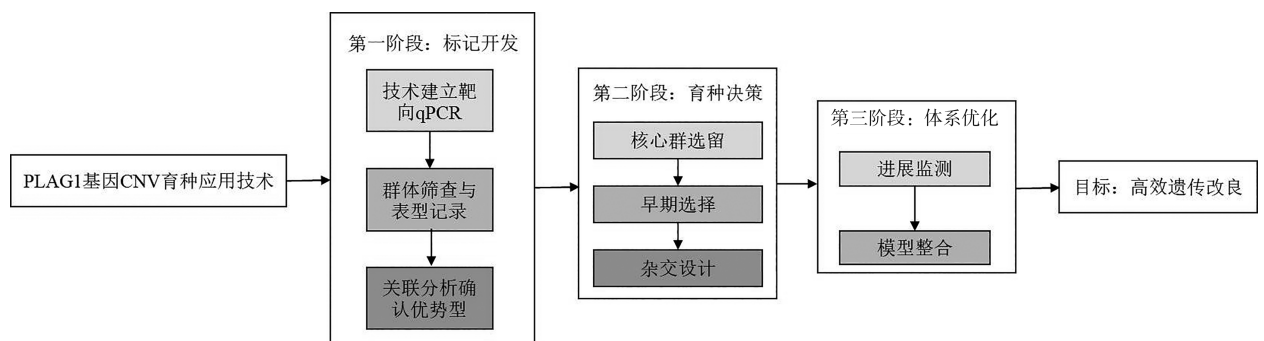 PLAG1基因CNV育种应用技术
第一阶段：标记开发
技术建立靶
向qPCR
群体筛查与
表型记录
关联分析确
认优势型
第二阶段：育种决策
核心群选留
早期选择
杂交设计
第三阶段：体系优化
进展监测
模型整合
目标：高效遗传改良